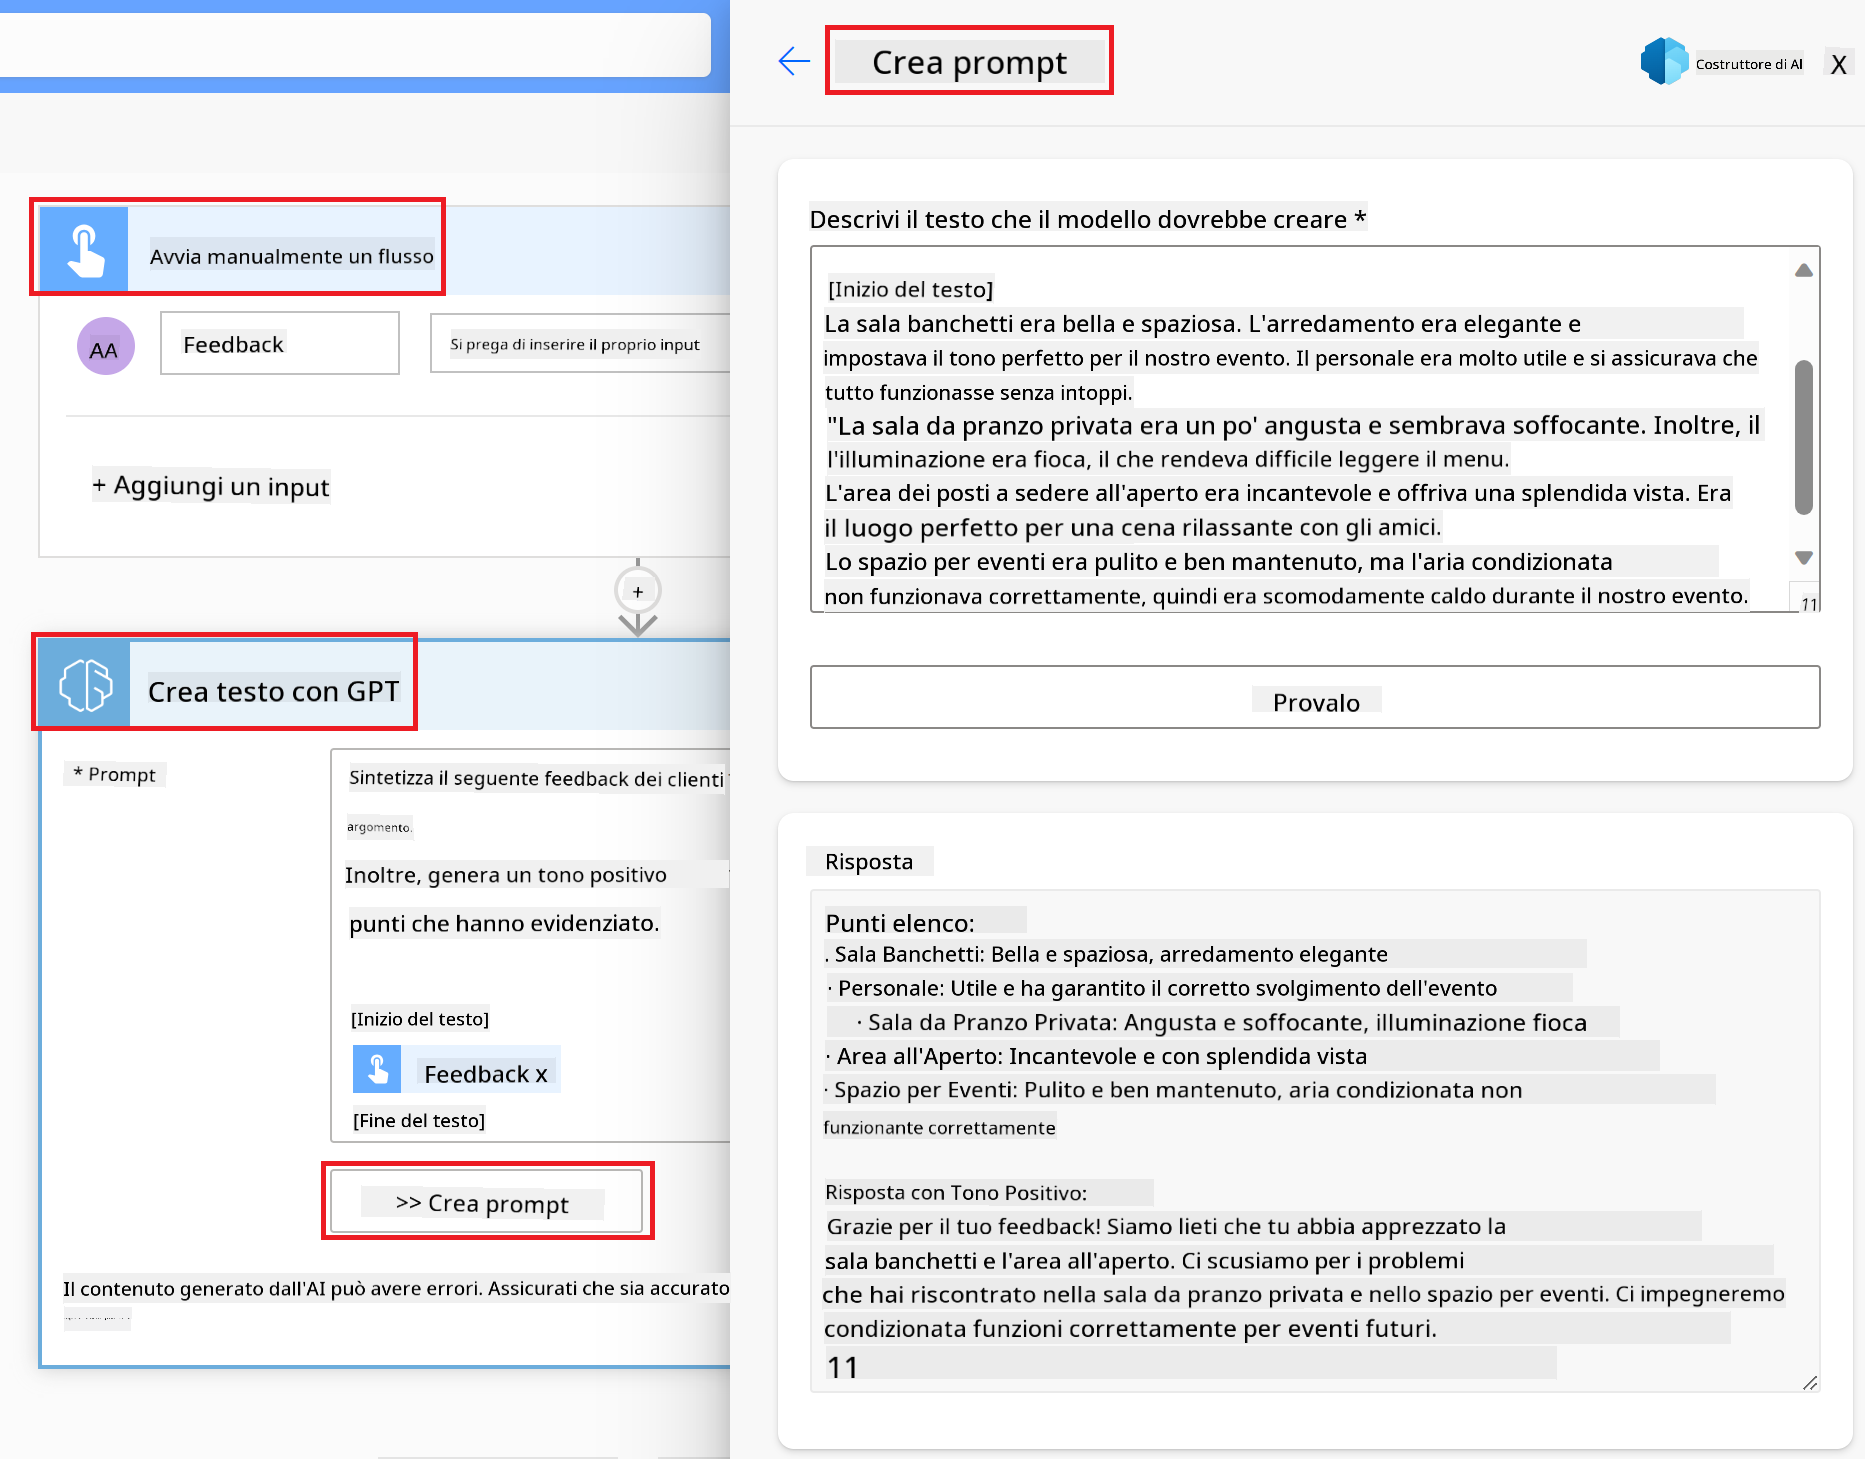 Avvia manualmente un flusso
AA
Feedback
Si prega di inserire il proprio input
+ Aggiungi un input
+
Crea testo con GPT
* Prompt
Sintetizza il seguente feedback dei clienti
argomento.
Inoltre, genera un tono positivo
punti che hanno evidenziato.
[Inizio del testo]
Feedback x
[Fine del testo]
>> Crea prompt
Il contenuto generato dall'AI può avere errori. Assicurati che sia accurato
Crea prompt
Costruttore di AI
X
Descrivi il testo che il modello dovrebbe creare *
[Inizio del testo]
La sala banchetti era bella e spaziosa. L'arredamento era elegante e
impostava il tono perfetto per il nostro evento. Il personale era molto utile e si assicurava che
tutto funzionasse senza intoppi.
"La sala da pranzo privata era un po' angusta e sembrava soffocante. Inoltre, il
l'illuminazione era fioca, il che rendeva difficile leggere il menu.
L'area dei posti a sedere all'aperto era incantevole e offriva una splendida vista. Era
il luogo perfetto per una cena rilassante con gli amici.
Lo spazio per eventi era pulito e ben mantenuto, ma l'aria condizionata
non funzionava correttamente, quindi era scomodamente caldo durante il nostro evento.
11
Provalo
Risposta
Punti elenco:
. Sala Banchetti: Bella e spaziosa, arredamento elegante
· Personale: Utile e ha garantito il corretto svolgimento dell'evento
· Sala da Pranzo Privata: Angusta e soffocante, illuminazione fioca
· Area all'Aperto: Incantevole e con splendida vista
· Spazio per Eventi: Pulito e ben mantenuto, aria condizionata non
funzionante correttamente
Risposta con Tono Positivo:
Grazie per il tuo feedback! Siamo lieti che tu abbia apprezzato la
sala banchetti e l'area all'aperto. Ci scusiamo per i problemi
che hai riscontrato nella sala da pranzo privata e nello spazio per eventi. Ci impegneremo
condizionata funzioni correttamente per eventi futuri.
11